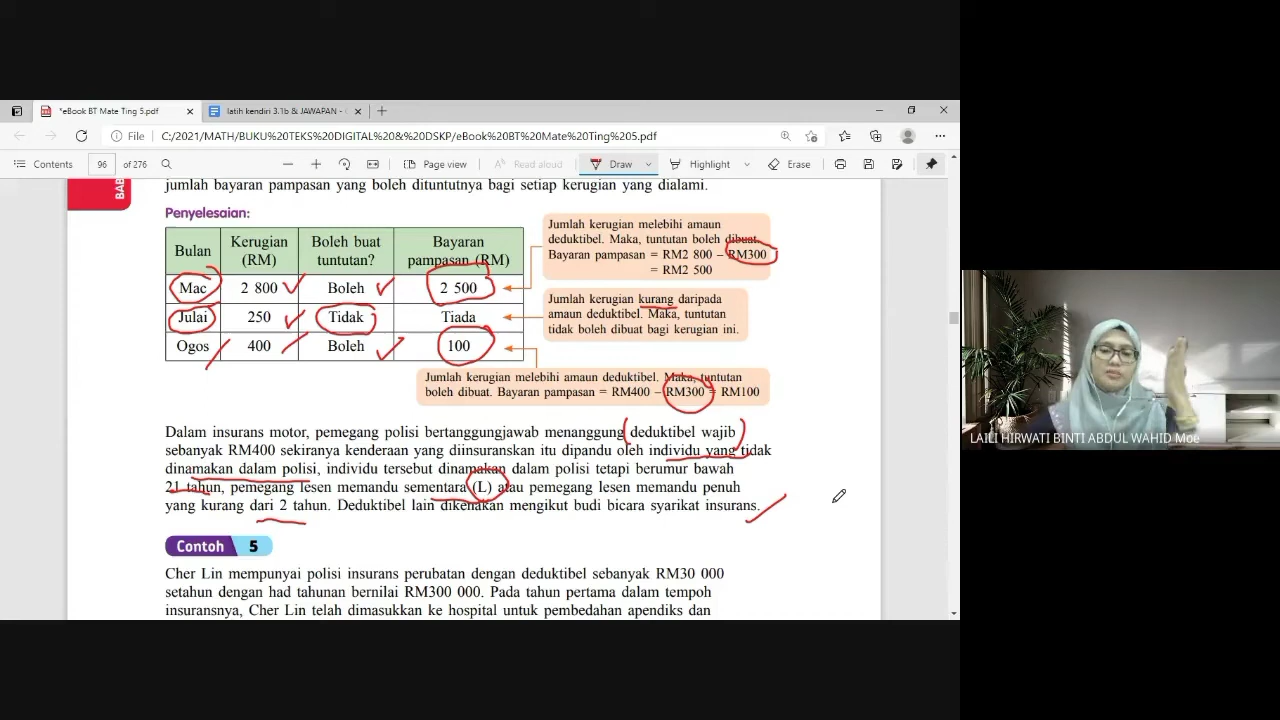 *eBook BT Mate Ting 5.pdf
latih kendiri 3.1b & JAWAPAN -
File
C:/2021/MATH/BUKU%20TEKS%20DIGITAL%20&%20DSKP/eBook%20BT%20Mate%20Ting%205.pdf
Contents 96 of 276 Page view Read aloud Draw Highlight Erase
BAB
jumlah bayaran pampasan yang boleh dituntutnya bagi setiap kerugian yang dialami.
Penyelesaian:
Bulan Kerugian (RM) Boleh buat tuntutan? Bayaran pampasan (RM)
Mac 2 800 Boleh 2 500
Julai 250 Tidak Tiada
Ogos 400 Boleh 100
Jumlah kerugian melebihi amaun
deduktibel. Maka, tuntutan boleh dibuat.
Bayaran pampasan = RM2 800 – RM300
= RM2 500
Jumlah kerugian kurang daripada
amaun deduktibel. Maka, tuntutan
tidak boleh dibuat bagi kerugian ini.
Jumlah kerugian melebihi amaun deduktibel. Maka, tuntutan
boleh dibuat. Bayaran pampasan = RM400 – RM300 = RM100
Dalam insurans motor, pemegang polisi bertanggungjawab menanggung deduktibel wajib
sebanyak RM400 sekiranya kenderaan yang diinsuranskan itu dipandu oleh individu yang tidak
dinamakan dalam polisi, individu tersebut dinamakan dalam polisi tetapi berumur bawah
21 tahun, pemegang lesen memandu sementara (L) atau pemegang lesen memandu penuh
yang kurang dari 2 tahun. Deduktibel lain dikenakan mengikut budi bicara syarikat insurans.
Contoh 5
Cher Lin mempunyai polisi insurans perubatan dengan deduktibel sebanyak RM30 000
setahun dengan had tahunan bernilai RM300 000. Pada tahun pertama dalam tempoh
insuransnya, Cher Lin telah dimasukkan ke hospital untuk pembedahan apendiks dan
LAILI HIRWATI BINTI ABDUL WAHID Moe